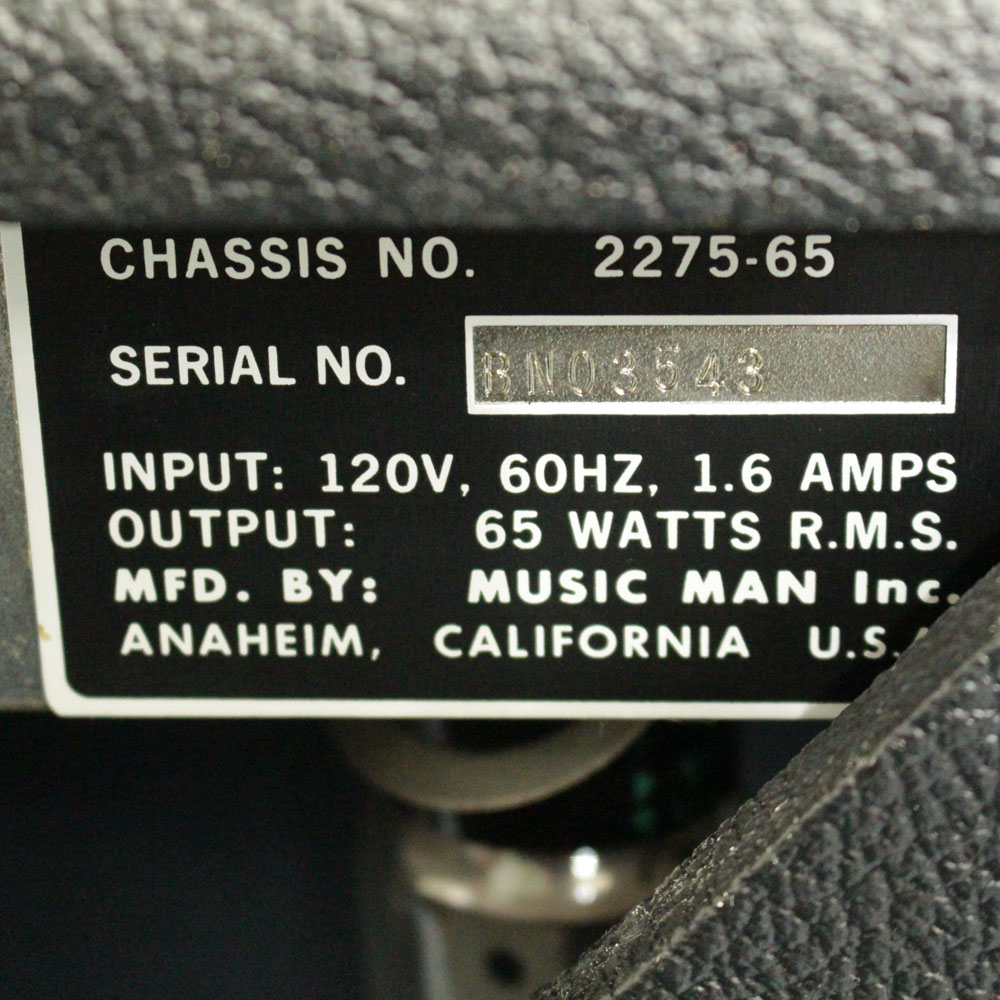 CHASSIS NO. 2275-65
SERIAL NO. BN03543
INPUT: 120V, 60HZ, 1.6 AMPS
OUTPUT: 65 WATTS R.M.S.
MFD. BY: MUSIC MAN Inc.
ANAHEIM, CALIFORNIA U.S.A